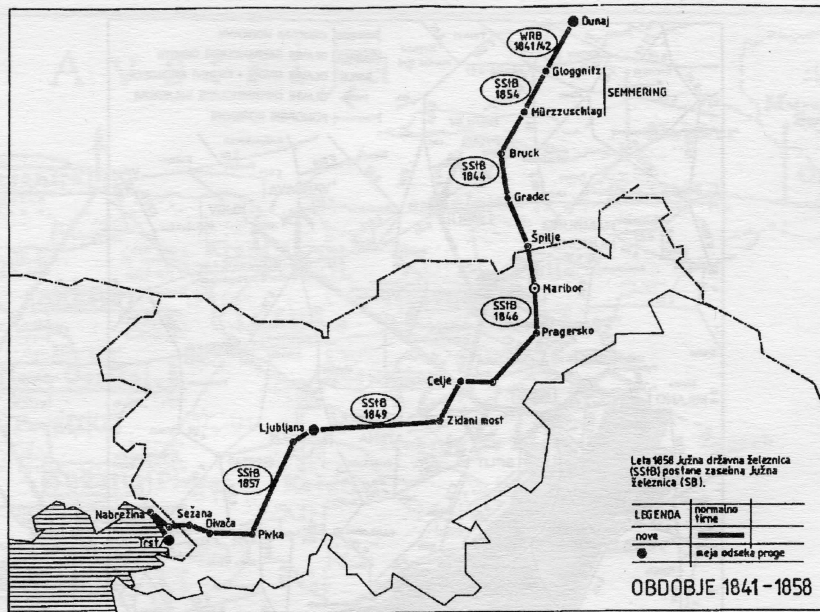 Dunaj
WRB
1841/42
Gloggnitz
SStB
1854
SEMMERING
Mürzzuschlag
Bruck
SStB
1844
Gradec
Špilje
Maribor
SStB
1846
Pragersko
Celje
SStB
1849
Zidani most
Ljubljana
SStB
1857
Nabrežina
Sežana
Divača
Pivka
Trst
Leta 1858 Južna državna železnica
(SStB) postane zasebna Južna
železnica (SB).
LEGENDA
normalno
tirne
nove
meja odseka proge
OBDOBJE 1841-1858